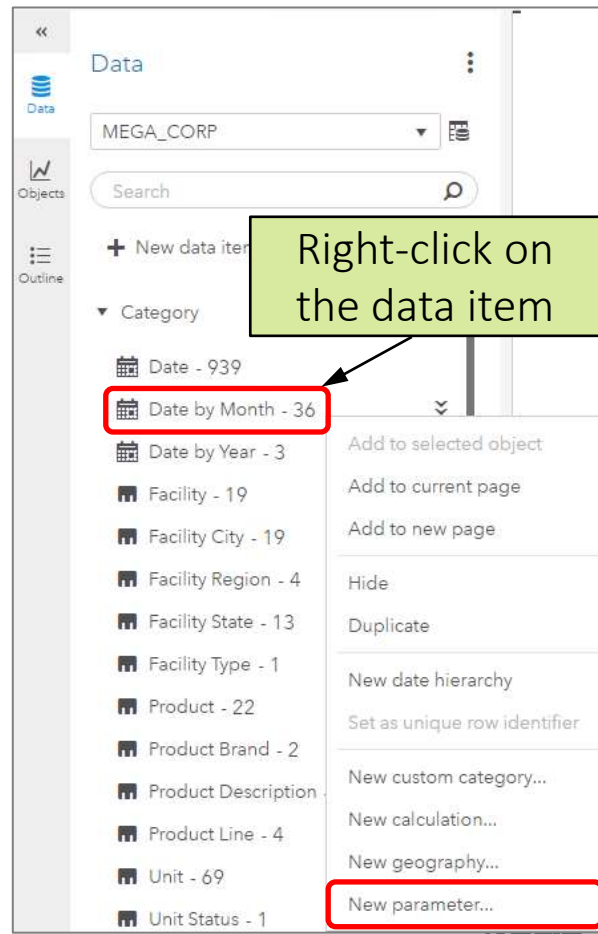 Data
Data
MEGA_CORP
Objects
Search
New data
Outline
Right-click on
the data item
Category
Date - 939
Date by Month - 36
Date by Year - 3
Facility - 19
Facility City - 19
Facility Region - 4
Facility State - 13
Facility Type - 1
Product - 22
Product Brand - 2
Product Description
Product Line - 4
Unit - 69
Unit Status - 1
Add to selected object
Add to current page
Add to new page
Hide
Duplicate
New date hierarchy
Set as unique row identifier
New custom category...
New calculation...
New geography...
New parameter...